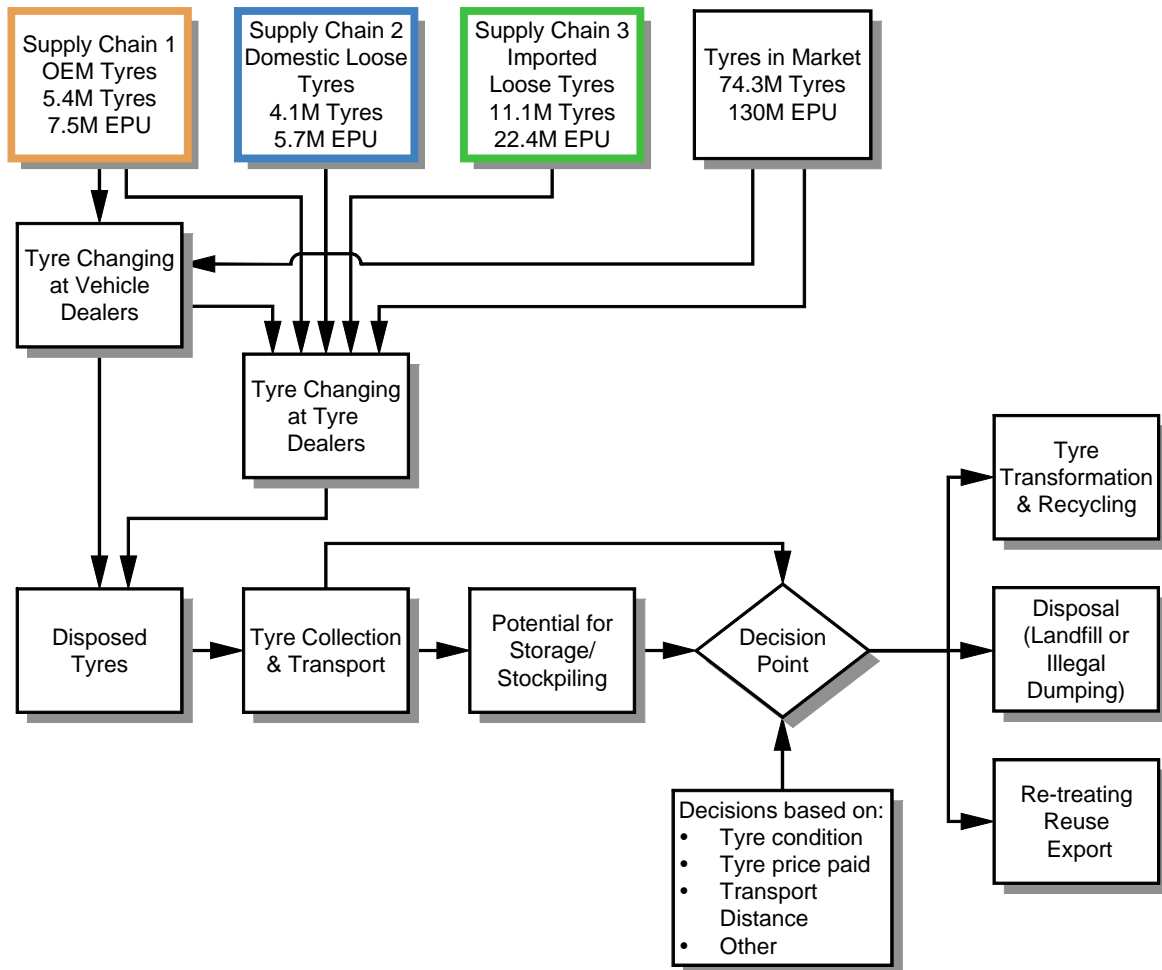 Supply Chain 1
OEM Tyres
5.4M Tyres
7.5M EPU
Supply Chain 2
Domestic Loose
Tyres
4.1M Tyres
5.7M EPU
Supply Chain 3
Imported
Loose Tyres
11.1M Tyres
22.4M EPU
Tyres in Market
74.3M Tyres
130M EPU
Tyre Changing
at Vehicle
Dealers
Tyre Changing
at Tyre
Dealers
Disposed
Tyres
Tyre Collection
& Transport
Potential for
Storage/
Stockpiling
Decision
Point
Decisions based on:
• Tyre condition
• Tyre price paid
• Transport
Distance
• Other
Tyre
Transformation
& Recycling
Disposal
(Landfill or
Illegal
Dumping)
Re-treating
Reuse
Export